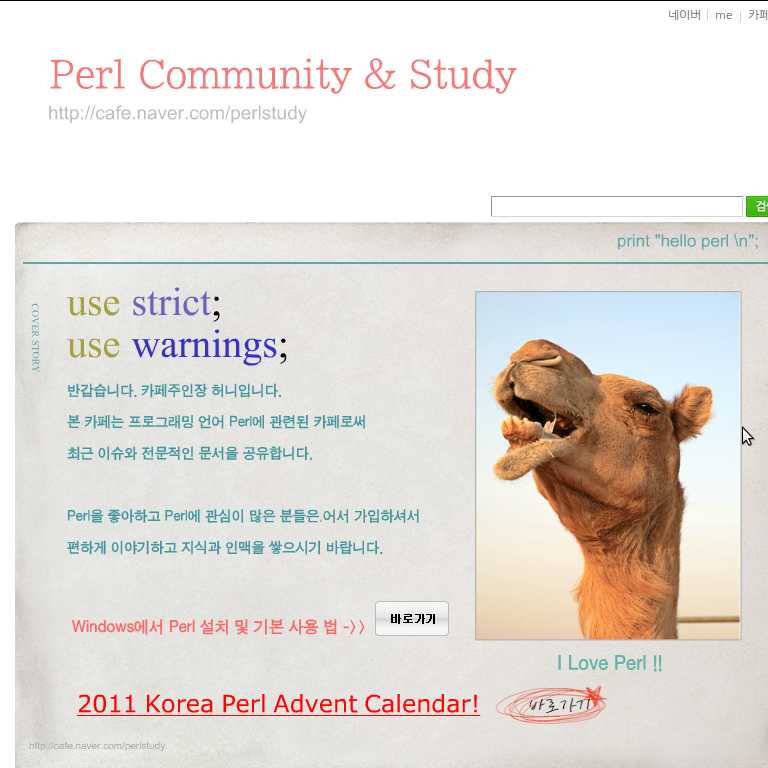 네이버 | me | 카페
Perl Community & Study
http://cafe.naver.com/perlstudy
print "hello perl \n";
COVER STORY
use strict;
use warnings;
반갑습니다. 카페주인장 허니입니다.
본 카페는 프로그래밍 언어 Perl에 관련된 카페로써
최근 이슈와 전문적인 문서을 공유합니다.
Perl을 좋아하고 Perl에 관심이 많은 분들은.어서 가입하셔서
편하게 이야기하고 지식과 인맥을 쌓으시기 바랍니다.
Windows에서 Perl 설치 및 기본 사용 법 ->> 바로가기
I Love Perl !!
2011 Korea Perl Advent Calendar! 바로가기
http://cafe.naver.com/perlstudy